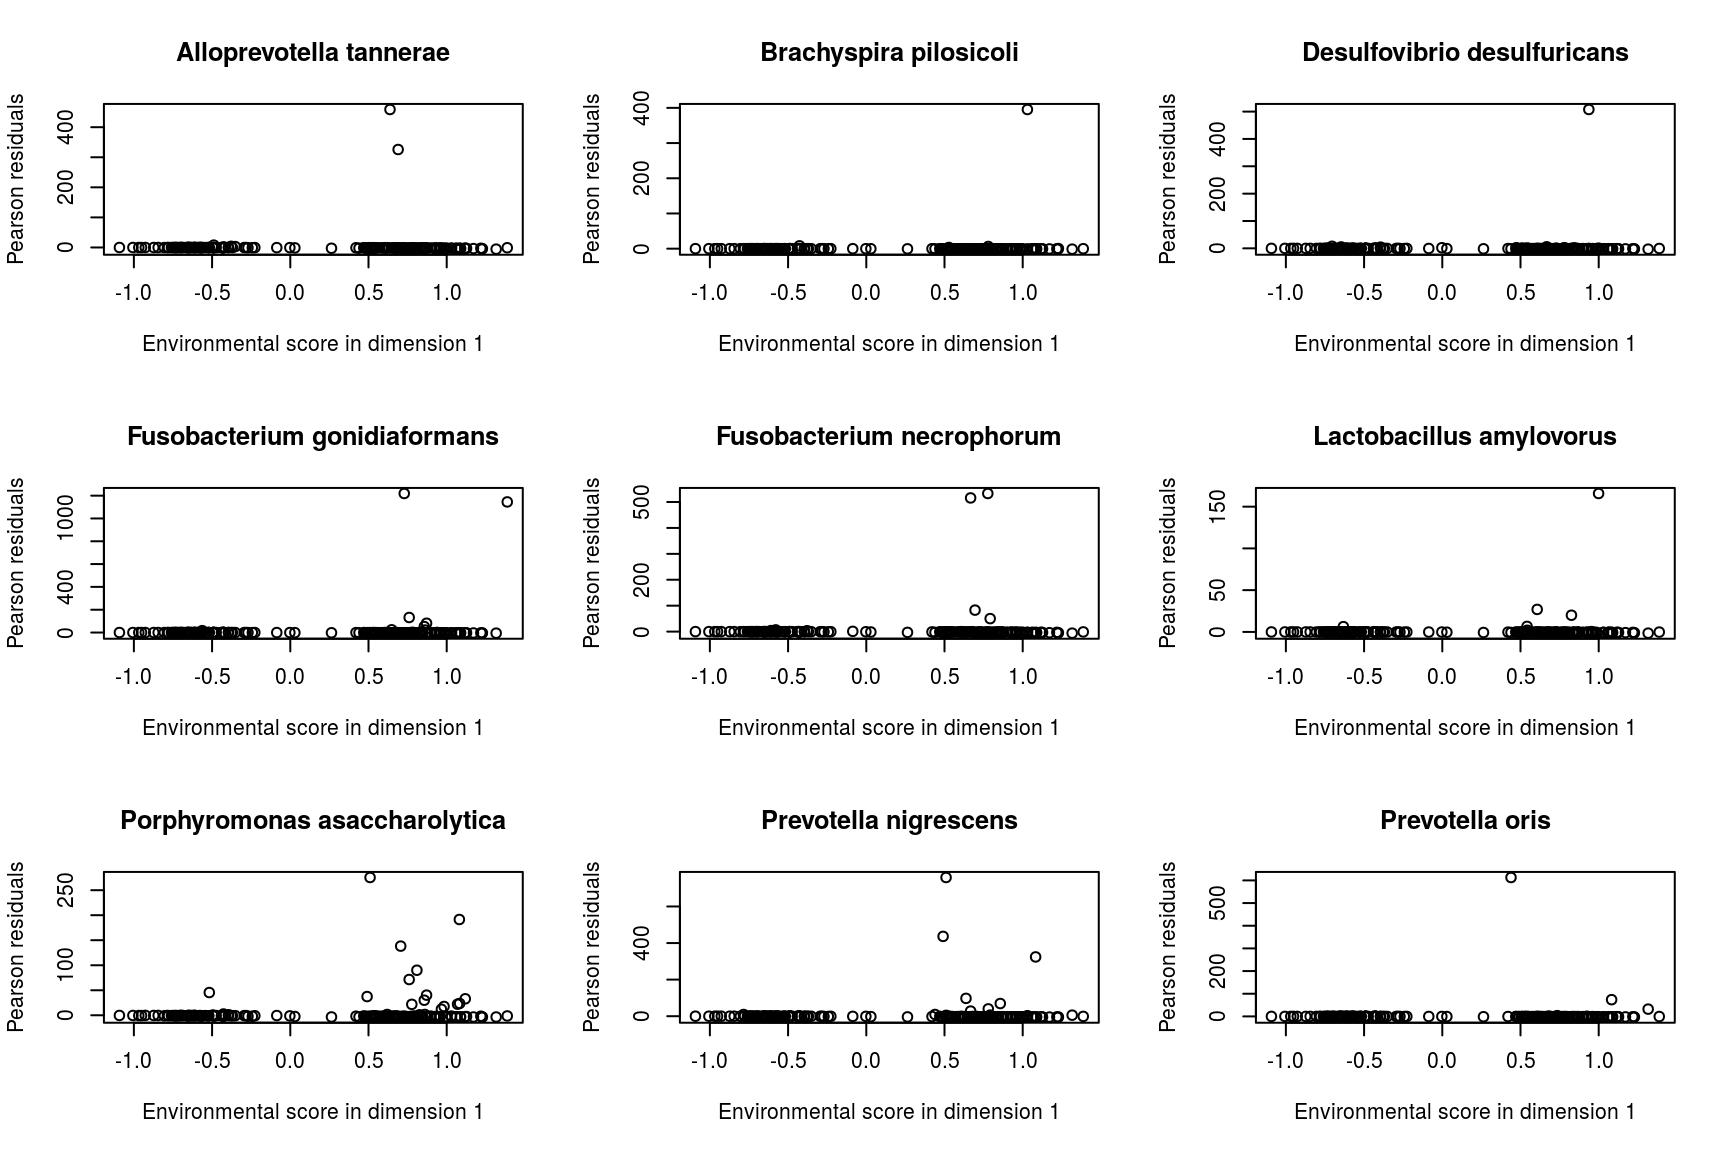 Alloprevotella tannerae
Pearson residuals
400
200
0
-1.0 -0.5 0.0 0.5 1.0
Environmental score in dimension 1
Brachyspira pilosicoli
Pearson residuals
400
200
0
-1.0 -0.5 0.0 0.5 1.0
Environmental score in dimension 1
Desulfovibrio desulfuricans
Pearson residuals
400
200
0
-1.0 -0.5 0.0 0.5 1.0
Environmental score in dimension 1
Fusobacterium gonidiaformans
Pearson residuals
1000
400
0
-1.0 -0.5 0.0 0.5 1.0
Environmental score in dimension 1
Fusobacterium necrophorum
Pearson residuals
500
200
0
-1.0 -0.5 0.0 0.5 1.0
Environmental score in dimension 1
Lactobacillus amylovorus
Pearson residuals
150
50
0
-1.0 -0.5 0.0 0.5 1.0
Environmental score in dimension 1
Porphyromonas asaccharolytica
Pearson residuals
250
100
0
-1.0 -0.5 0.0 0.5 1.0
Environmental score in dimension 1
Prevotella nigrescens
Pearson residuals
400
0
-1.0 -0.5 0.0 0.5 1.0
Environmental score in dimension 1
Prevotella oris
Pearson residuals
500
200
0
-1.0 -0.5 0.0 0.5 1.0
Environmental score in dimension 1